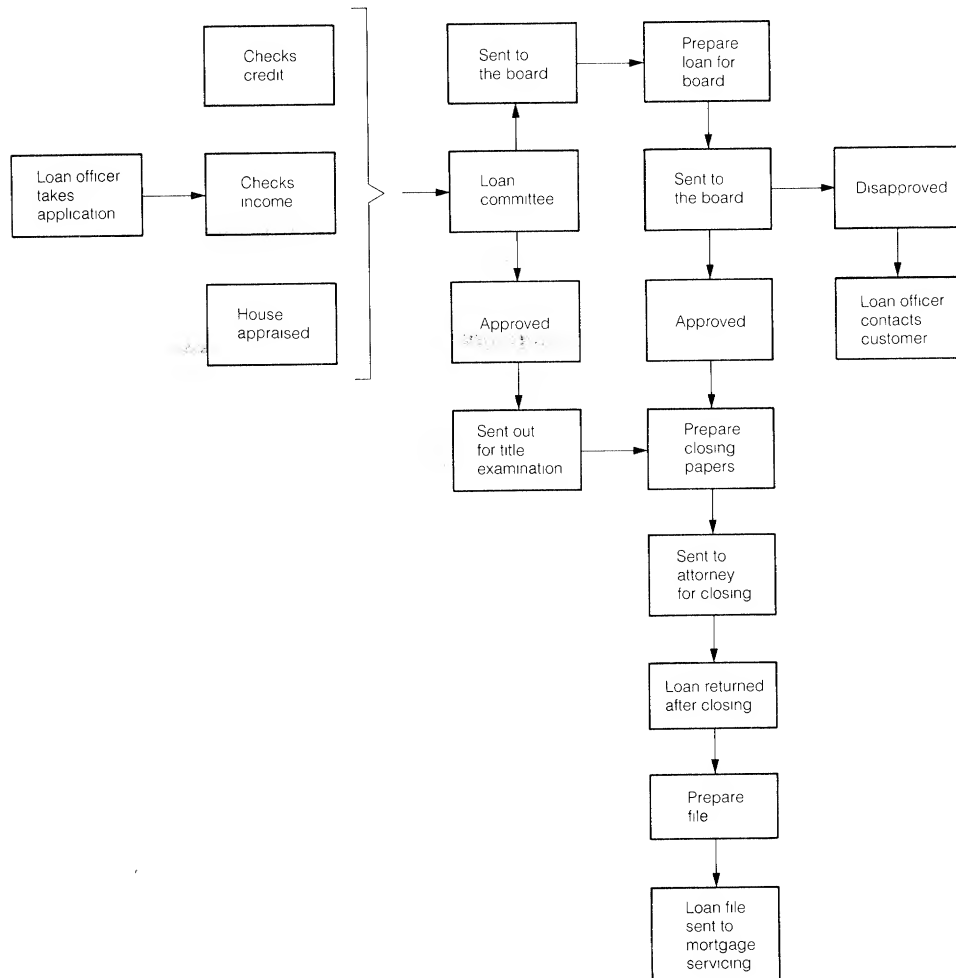 Checks
credit
Sent to
the board
Prepare
loan for
board
Loan officer
takes
application
Checks
income
Loan
committee
Sent to
the board
Disapproved
House
appraised
Approved
Approved
Loan officer
contacts
customer
Sent out
for title
examination
Prepare
closing
papers
Sent to
attorney
for closing
Loan returned
after closing
Prepare
file
Loan file
sent to
mortgage
servicing